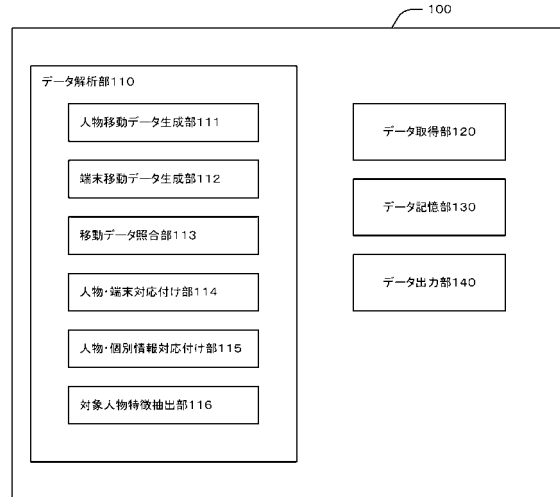 100
データ解析部110
人物移動データ生成部111
端末移動データ生成部112
移動データ照合部113
人物・端末対応付け部114
人物・個別情報対応付け部115
対象人物特徴抽出部116
データ取得部120
データ記憶部130
データ出力部140